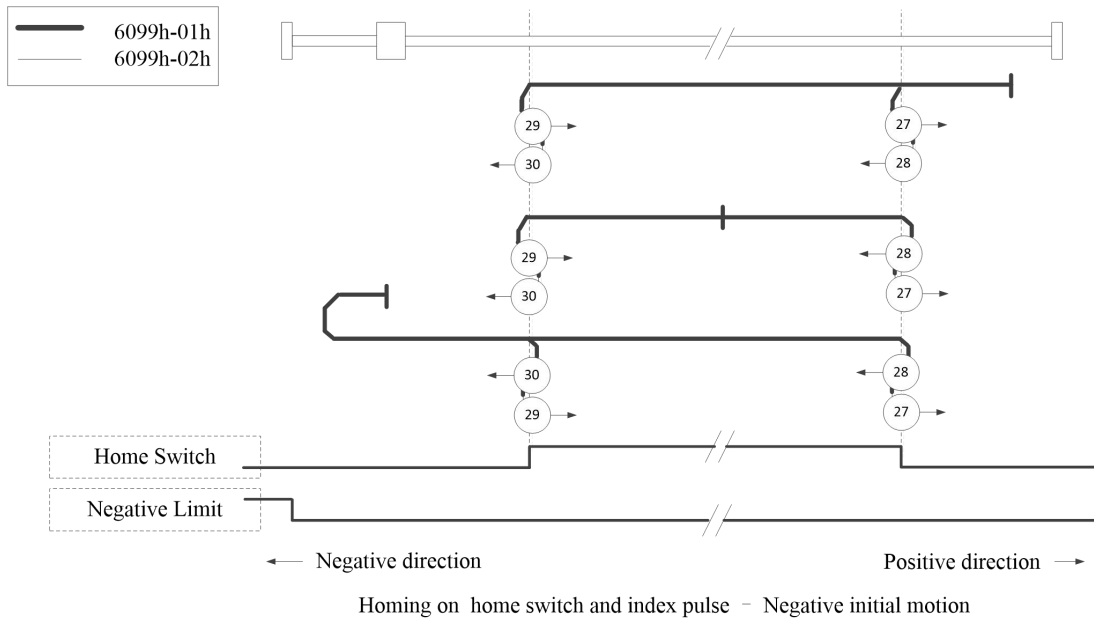 6099h-01h
6099h-02h
29
27
30
28
29
28
30
27
30
28
29
27
Home Switch
Negative Limit
Negative direction
Positive direction
Homing on home switch and index pulse - Negative initial motion